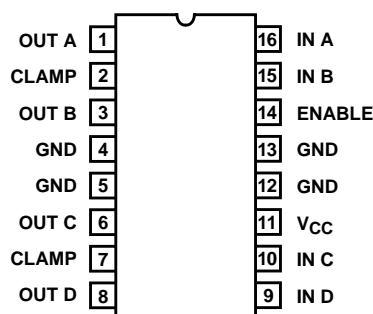 OUT A 1 16 IN A
CLAMP 2 15 IN B
OUT B 3 14 ENABLE
GND 4 13 GND
GND 5 12 GND
OUT C 6 11 VCC
CLAMP 7 10 IN C
OUT D 8 9 IN D